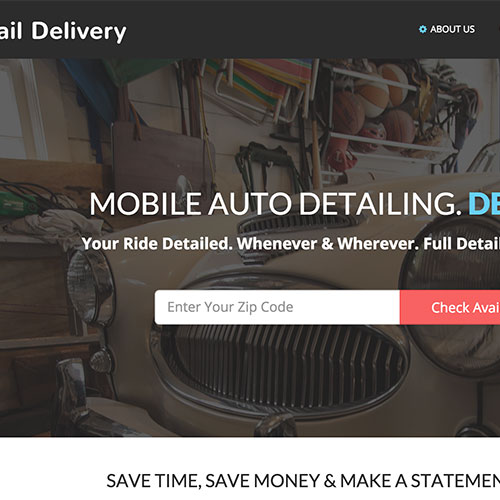 ail Delivery
ABOUT US
MOBILE AUTO DETAILING. DE
Your Ride Detailed. Whenever & Wherever. Full Detai
Enter Your Zip Code
Check Avai
SAVE TIME, SAVE MONEY & MAKE A STATEMEN